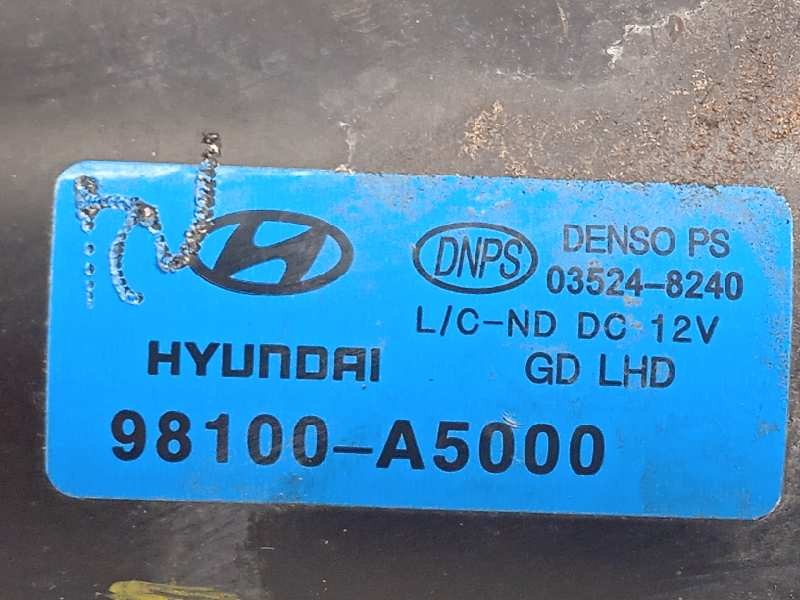 HYUNDAI
98100-A5000
DNPS
DENSO PS
03524-8240
L/C-ND DC 12V
GD LHD